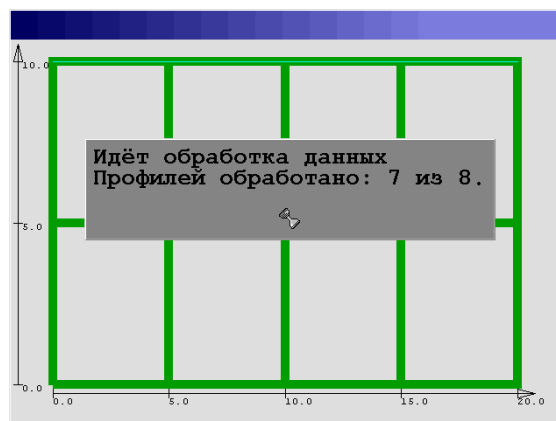 10.0
Идёт обработка данных
Профилей обработано: 7 из 8.
5.0
0.0
0.0 5.0 10.0 15.0 20.0